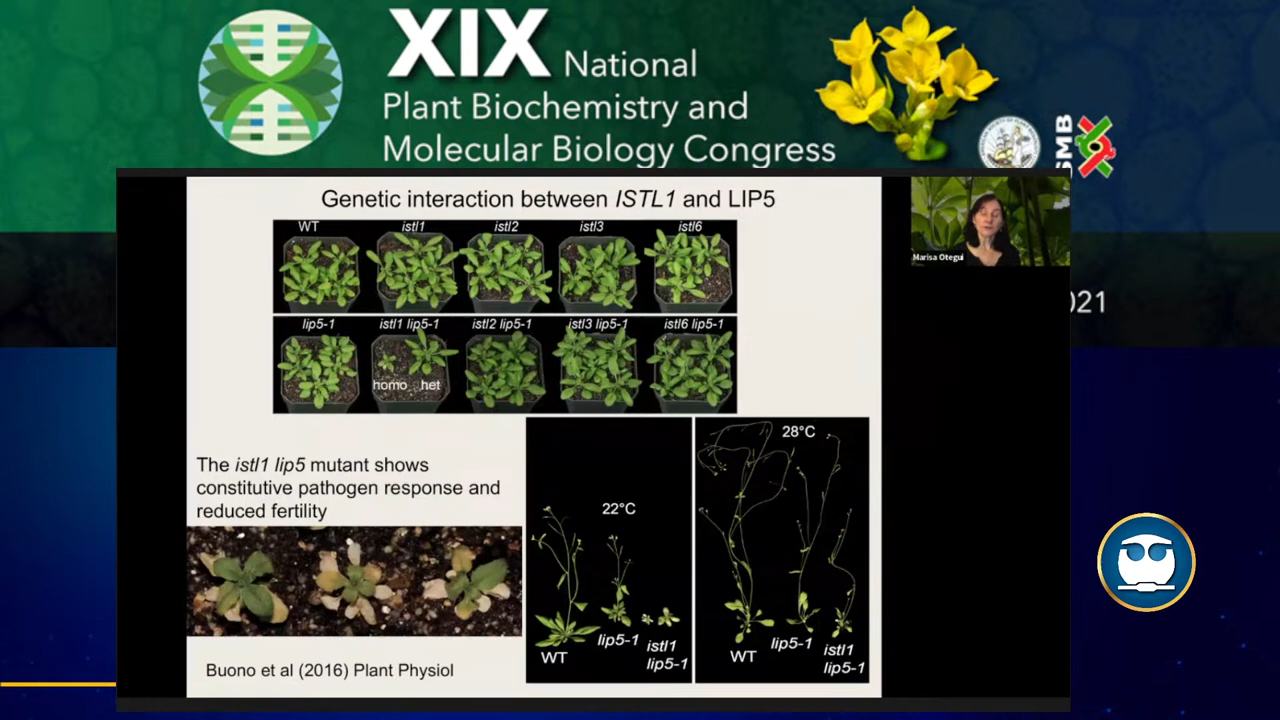 XIX National
Plant Biochemistry and
Molecular Biology Congress
SMB
021
Marisa Otegui
Genetic interaction between ISTL1 and LIP5
WT istl1 istl2 istl3 istl6
lip5-1 istl1 lip5-1 istl2 lip5-1 istl3 lip5-1 istl6 lip5-1
homo het
The istl1 lip5 mutant shows
constitutive pathogen response and
reduced fertility
22°C
WT
lip5-1
istl1
lip5-1
28°C
WT
lip5-1
istl1
lip5-1
Buono et al (2016) Plant Physiol